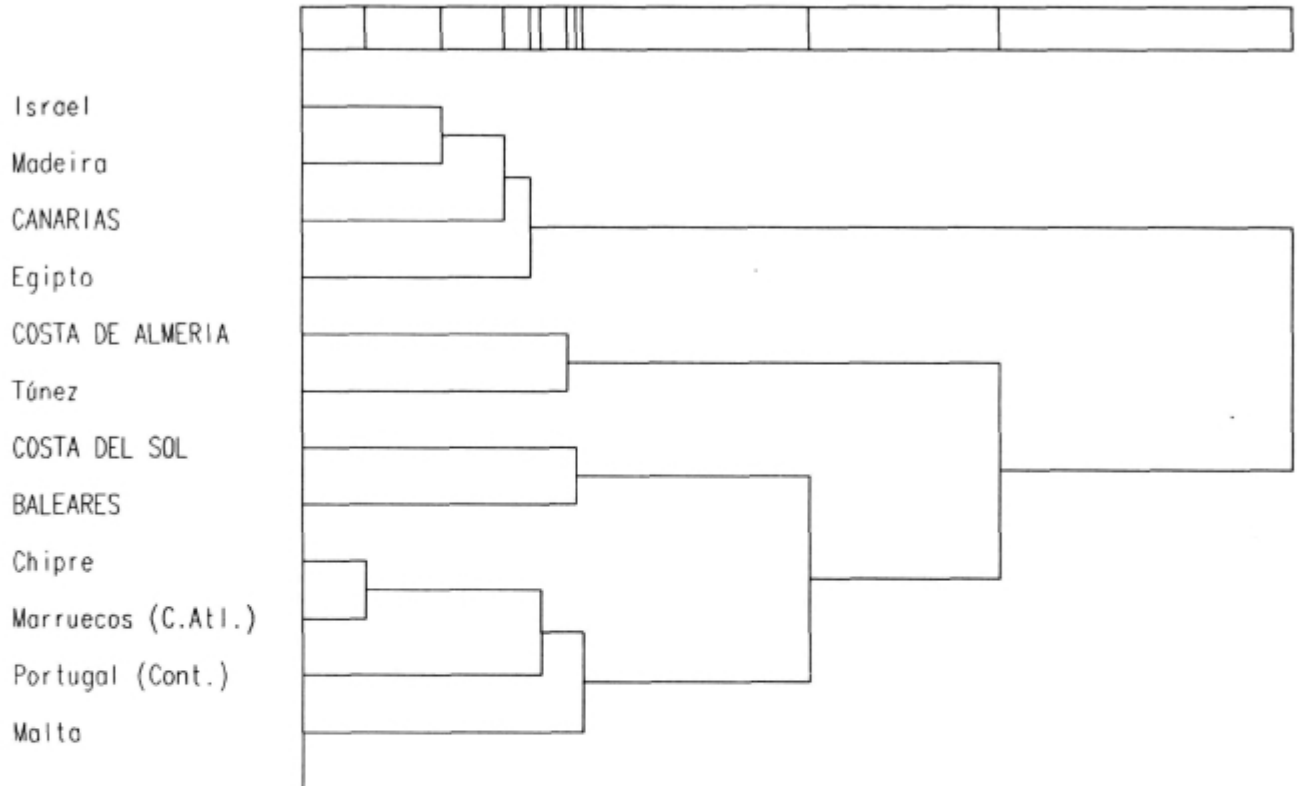 Israel
Madeira
CANARIAS
Egipto
COSTA DE ALMERIA
Túnez
COSTA DEL SOL
BALEARES
Chipre
Marruecos (C.Atl.)
Portugal (Cont.)
Malta